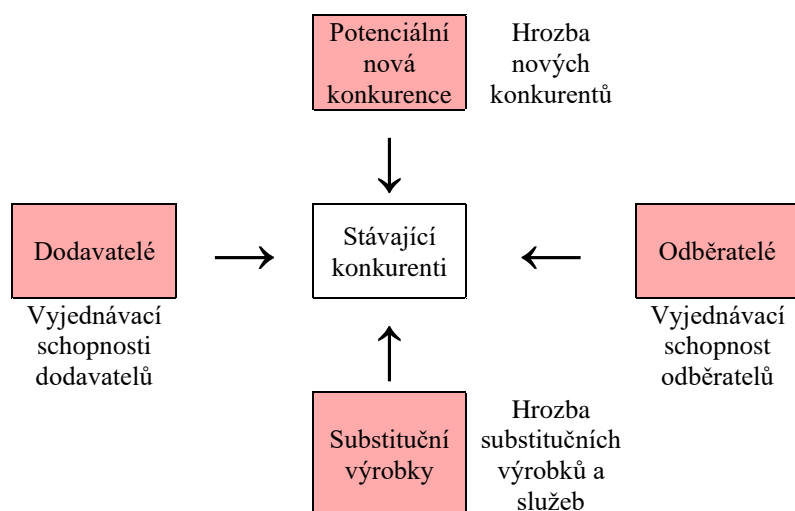 Potenciální
nová
konkurence
Hrozba
nových
konkurentů
Dodavatelé
Vyjednávací
schopnosti
dodavatelů
Stávající
konkurenti
Odběratelé
Vyjednávací
schopnost
odběratelů
Substituční
výrobky
Hrozba
substitučních
výrobků a
služeb